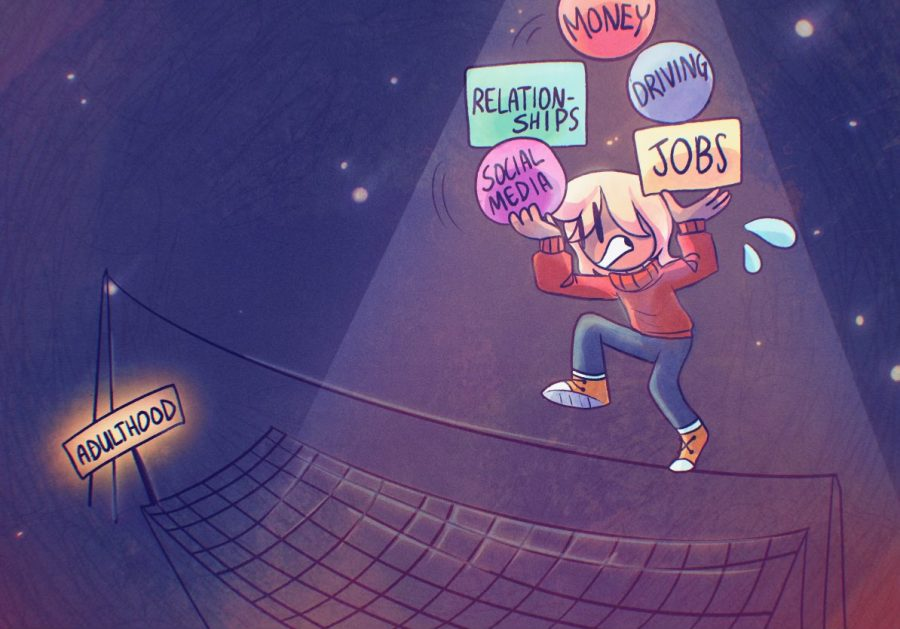 MONEY
DRIVING
RELATION-
SHIPS
JOBS
SOCIAL
MEDIA
ADULTHOOD